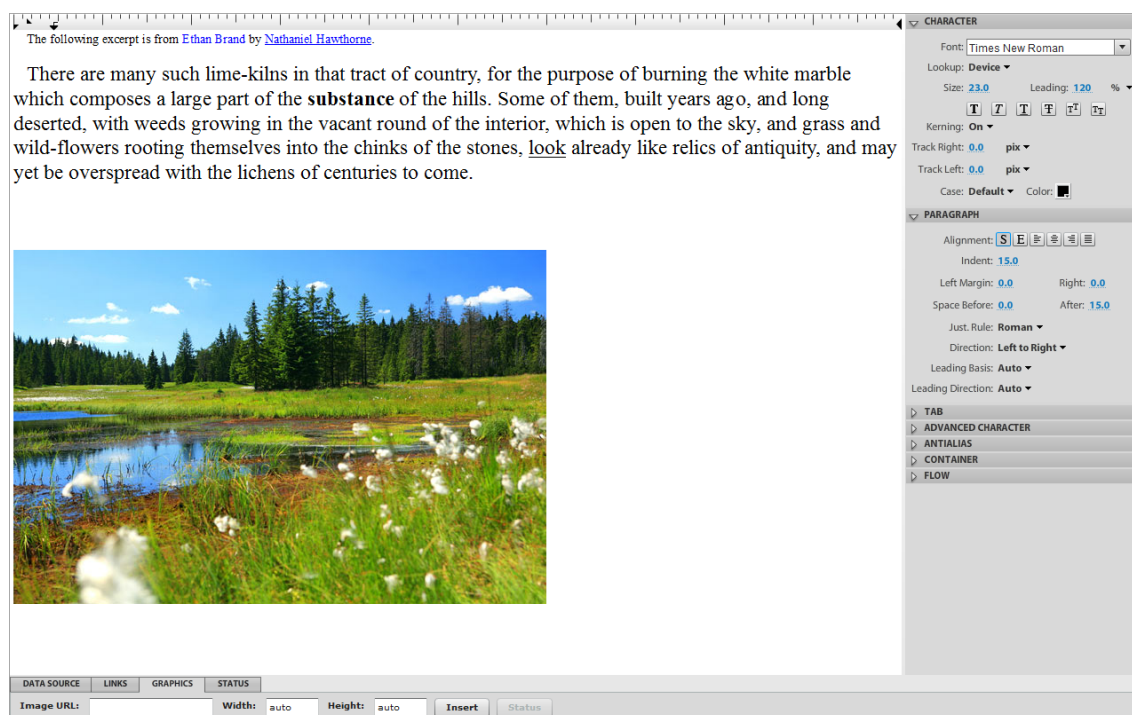 The following excerpt is from Ethan Brand by Nathaniel Hawthorne.
There are many such lime-kilns in that tract of country, for the purpose of burning the white marble
which composes a large part of the substance of the hills. Some of them, built years ago, and long
deserted, with weeds growing in the vacant round of the interior, which is open to the sky, and grass and
wild-flowers rooting themselves into the chinks of the stones, look already like relics of antiquity, and may
yet be overspread with the lichens of centuries to come.
CHARACTER
Font: Times New Roman
Lookup: Device
Size: 23.0 Leading: 120 %
T T T T TT TT
Kerning: On
Track Right: 0.0 pix
Track Left: 0.0 pix
Case: Default Color:
PARAGRAPH
Alignment: S E
Indent: 15.0
Left Margin: 0.0 Right: 0.0
Space Before: 0.0 After: 15.0
Just. Rule: Roman
Direction: Left to Right
Leading Basis: Auto
Leading Direction: Auto
TAB
ADVANCED CHARACTER
ANTIALIAS
CONTAINER
FLOW
DATA SOURCE LINKS GRAPHICS STATUS
Image URL: Width: auto Height: auto Insert Status